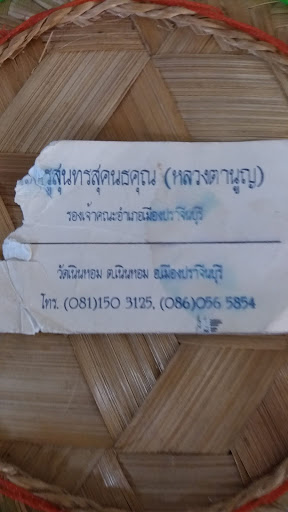 ครูสุนทรสุคนธคุณ (หลวงตานูญ)
รองเจ้าคณะอำเภอเมืองปราจีนบุรี
วัดเนินหอม ต.เนินหอม อ.เมืองปราจีนบุรี
โทร. (081)150 3125, (086)056 5854